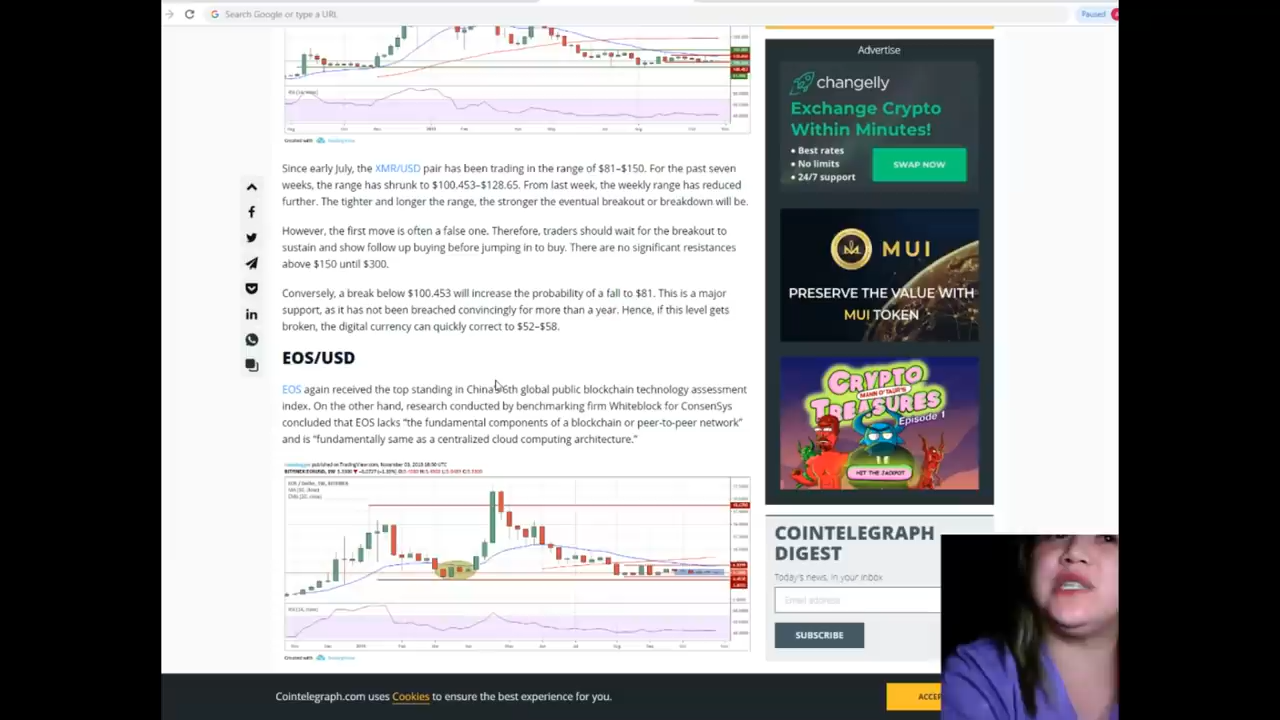 Search Google or type a URL
Paused
Advertise
changelly
Exchange Crypto
Within Minutes!
• Best rates
• No limits
• 24/7 support
SWAP NOW
Created with
Since early July, the XMR/USD pair has been trading in the range of $81–$150. For the past seven
weeks, the range has shrunk to $100.453–$128.65. From last week, the weekly range has reduced
further. The tighter and longer the range, the stronger the eventual breakout or breakdown will be.
However, the first move is often a false one. Therefore, traders should wait for the breakout to
sustain and show follow up buying before jumping in to buy. There are no significant resistances
above $150 until $300.
Conversely, a break below $100.453 will increase the probability of a fall to $81. This is a major
support, as it has not been breached convincingly for more than a year. Hence, if this level gets
broken, the digital currency can quickly correct to $52–$58.
MUI
PRESERVE THE VALUE WITH
MUI TOKEN
EOS/USD
EOS again received the top standing in China's 6th global public blockchain technology assessment
index. On the other hand, research conducted by benchmarking firm Whiteblock for ConsenSys
concluded that EOS lacks “the fundamental components of a blockchain or peer-to-peer network”
and is “fundamentally same as a centralized cloud computing architecture.”
CRYPTO
MANN O'TAUR'S
TREASURES
Episode 1
HIT THE JACKPOT
Created with
COINTELEGRAPH
DIGEST
Today's news, in your inbox
Email address
SUBSCRIBE
Cointelegraph.com uses Cookies to ensure the best experience for you.